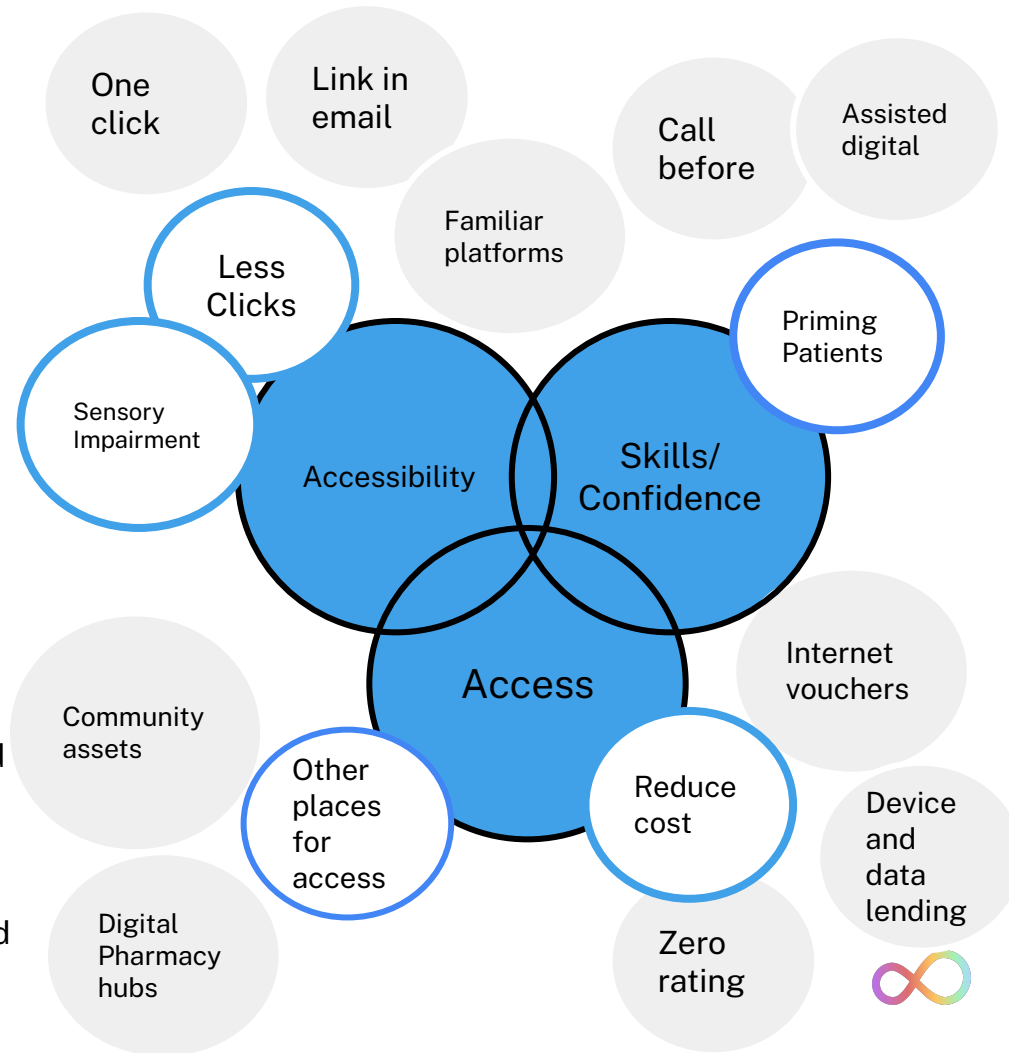 One
click
Link in
email
Call
before
Assisted
digital
Familiar
platforms
Less
Clicks
Priming
Patients
Sensory
Impairment
Accessibility
Skills/
Confidence
Access
Internet
vouchers
Community
assets
Other
places
for
access
Reduce
cost
Device
and
data
lending
Digital
Pharmacy
hubs
Zero
rating